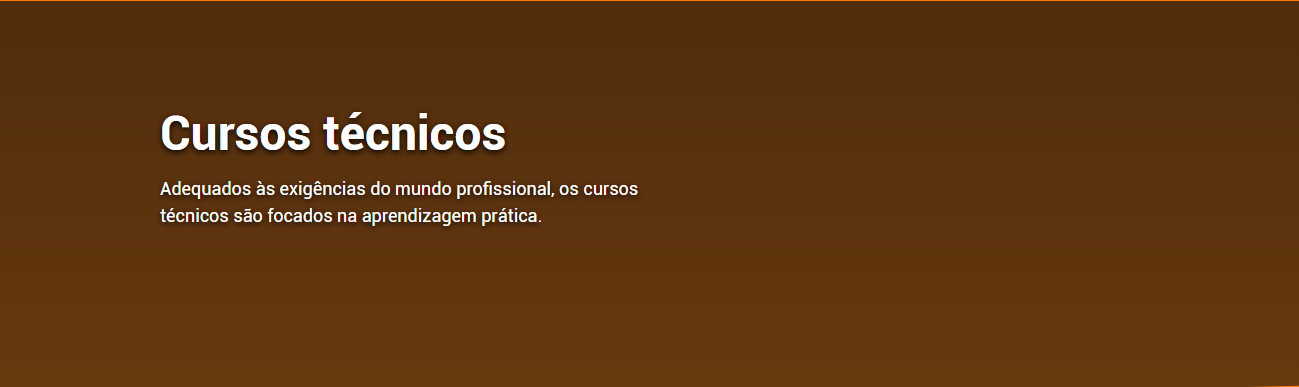 Cursos técnicos
Adequados às exigências do mundo profissional, os cursos
técnicos são focados na aprendizagem prática.